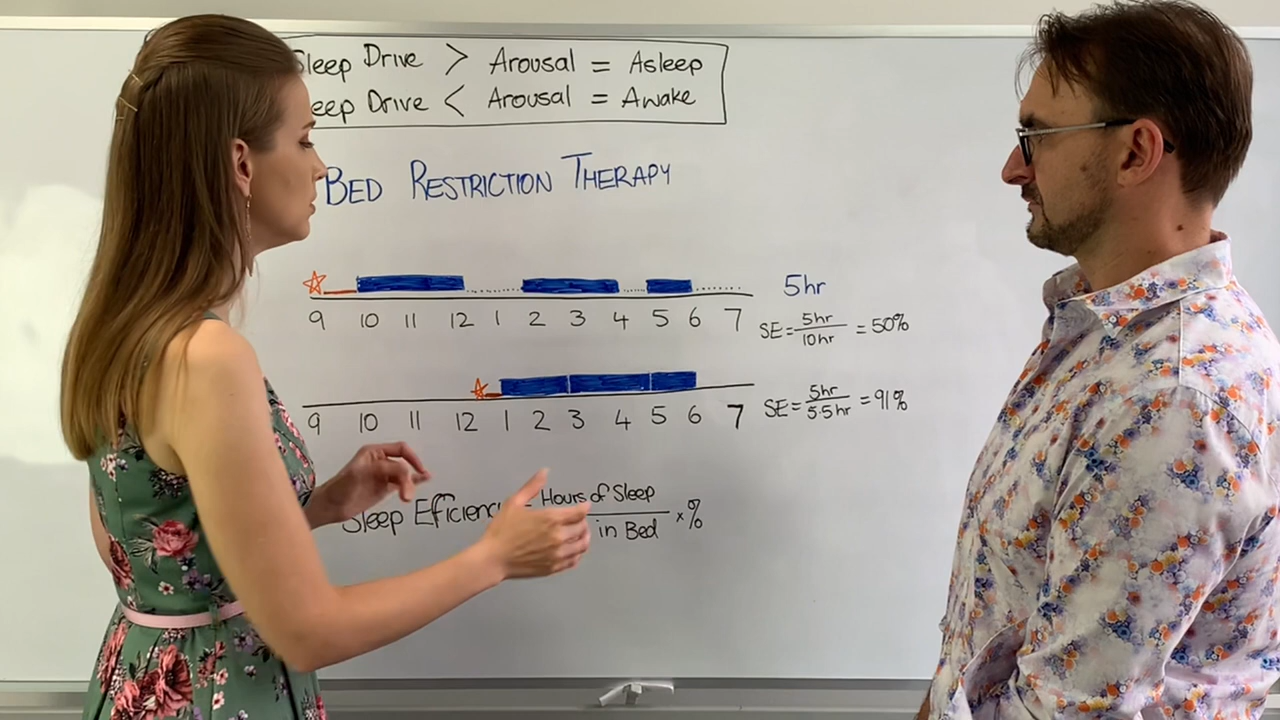 Sleep Drive > Arousal = Asleep
eep Drive < Arousal = Awake
BED RESTRICTION THERAPY
5hr
9 10 11 12 1 2 3 4 5 6 7
SE = 5hr / 10hr = 50%
9 10 11 12 1 2 3 4 5 6 7
SE = 5hr / 5.5hr = 91%
Sleep Efficienc = Hours of Sleep
in Bed × %